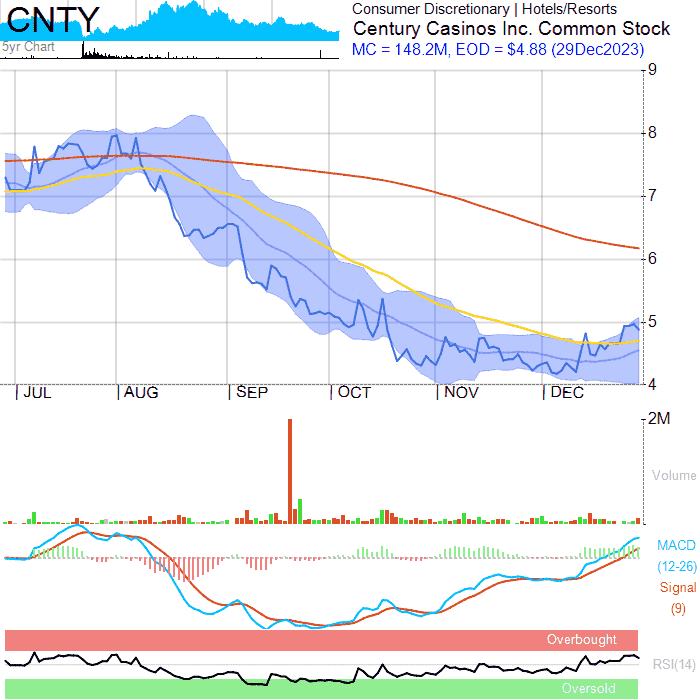 CNTY
5yr Chart
Consumer Discretionary | Hotels/Resorts
Century Casinos Inc. Common Stock
MC = 148.2M, EOD = $4.88 (29Dec2023)
9
8
7
6
5
4
JUL AUG SEP OCT NOV DEC
2M
Volume
MACD
(12-26)
Signal
(9)
Overbought
RSI(14)
Oversold